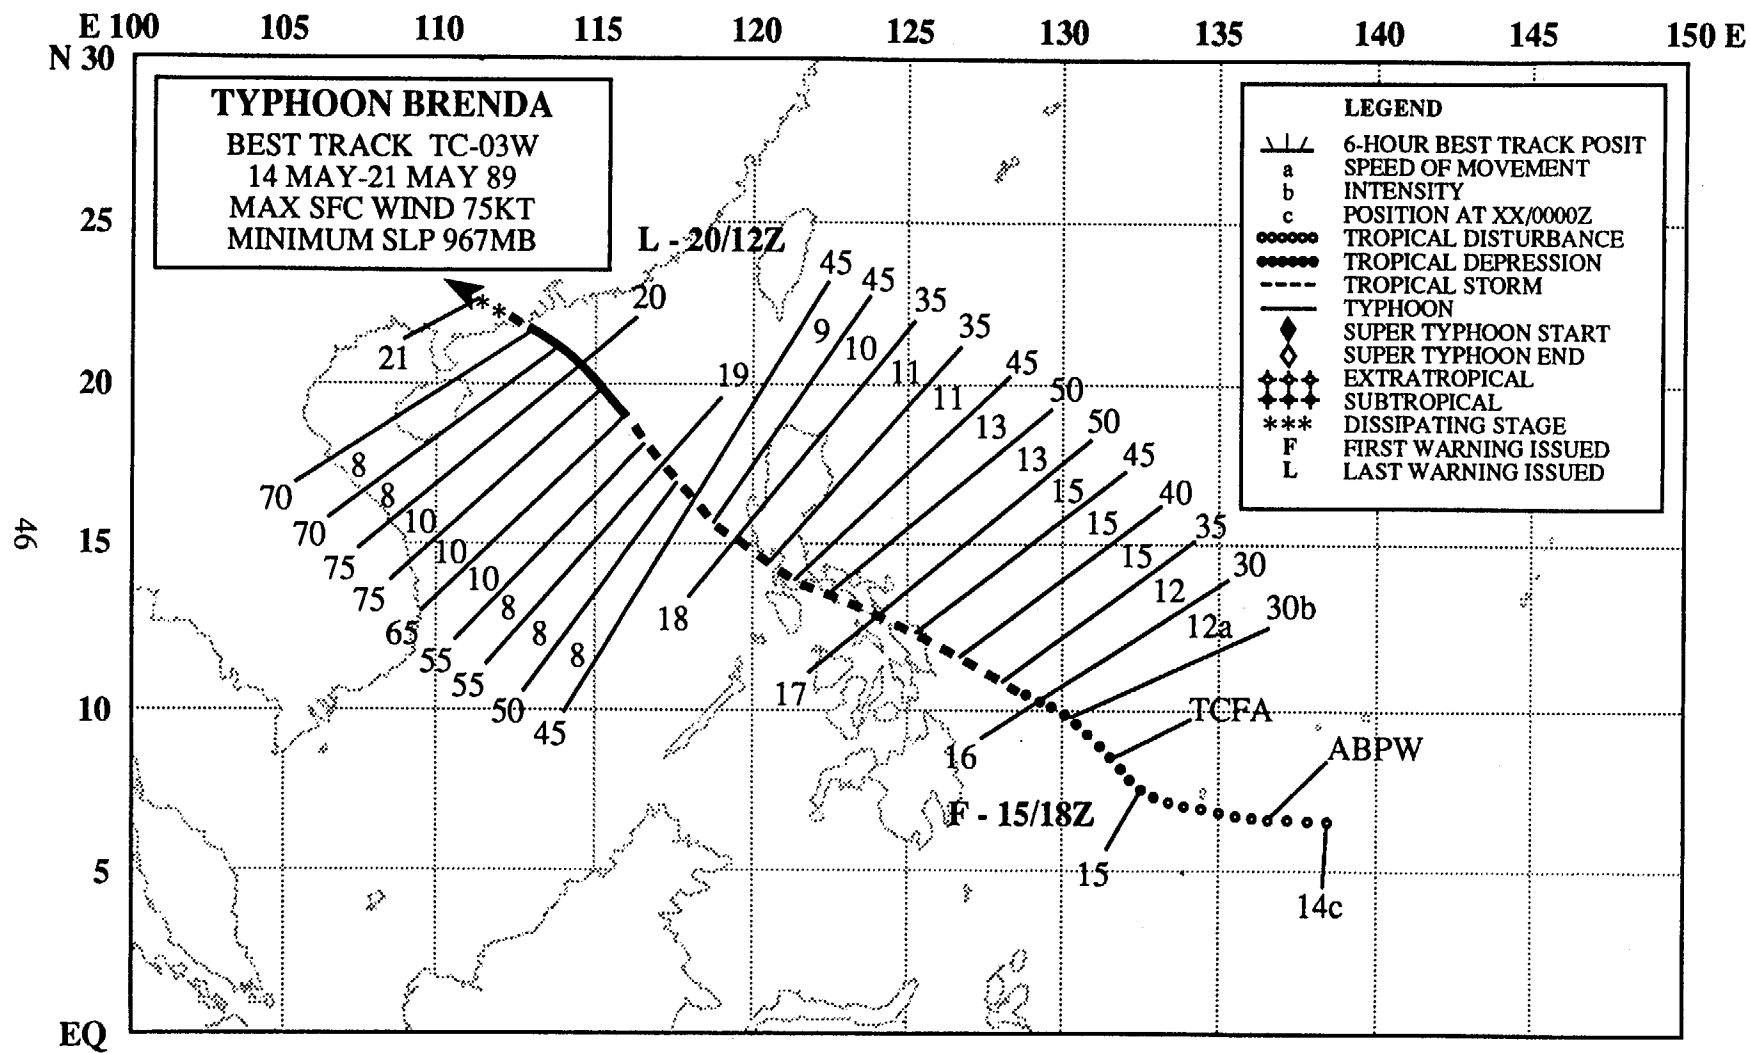 E 100 105 110 115 120 125 130 135 140 145 150 E
N 30
25
20
15
10
5
EQ
TYPHOON BRENDA
BEST TRACK TC-03W
14 MAY-21 MAY 89
MAX SFC WIND 75KT
MINIMUM SLP 967MB
LEGEND
6-HOUR BEST TRACK POSIT
a SPEED OF MOVEMENT
b INTENSITY
c POSITION AT XX/0000Z
TROPICAL DISTURBANCE
TROPICAL DEPRESSION
TROPICAL STORM
TYPHOON
SUPER TYPHOON START
SUPER TYPHOON END
EXTRATROPICAL
SUBTROPICAL
*** DISSIPATING STAGE
F FIRST WARNING ISSUED
L LAST WARNING ISSUED
L - 20/12Z
45
45
35
35
45
50
50
45
40
35
30
30b
9
10
11
11
13
13
15
15
15
12
12a
20
19
21
18
17
16
15
14c
TCFA
ABPW
F - 15/18Z
8
8
10
10
10
8
8
8
70
70
75
75
65
55
55
50
45
46